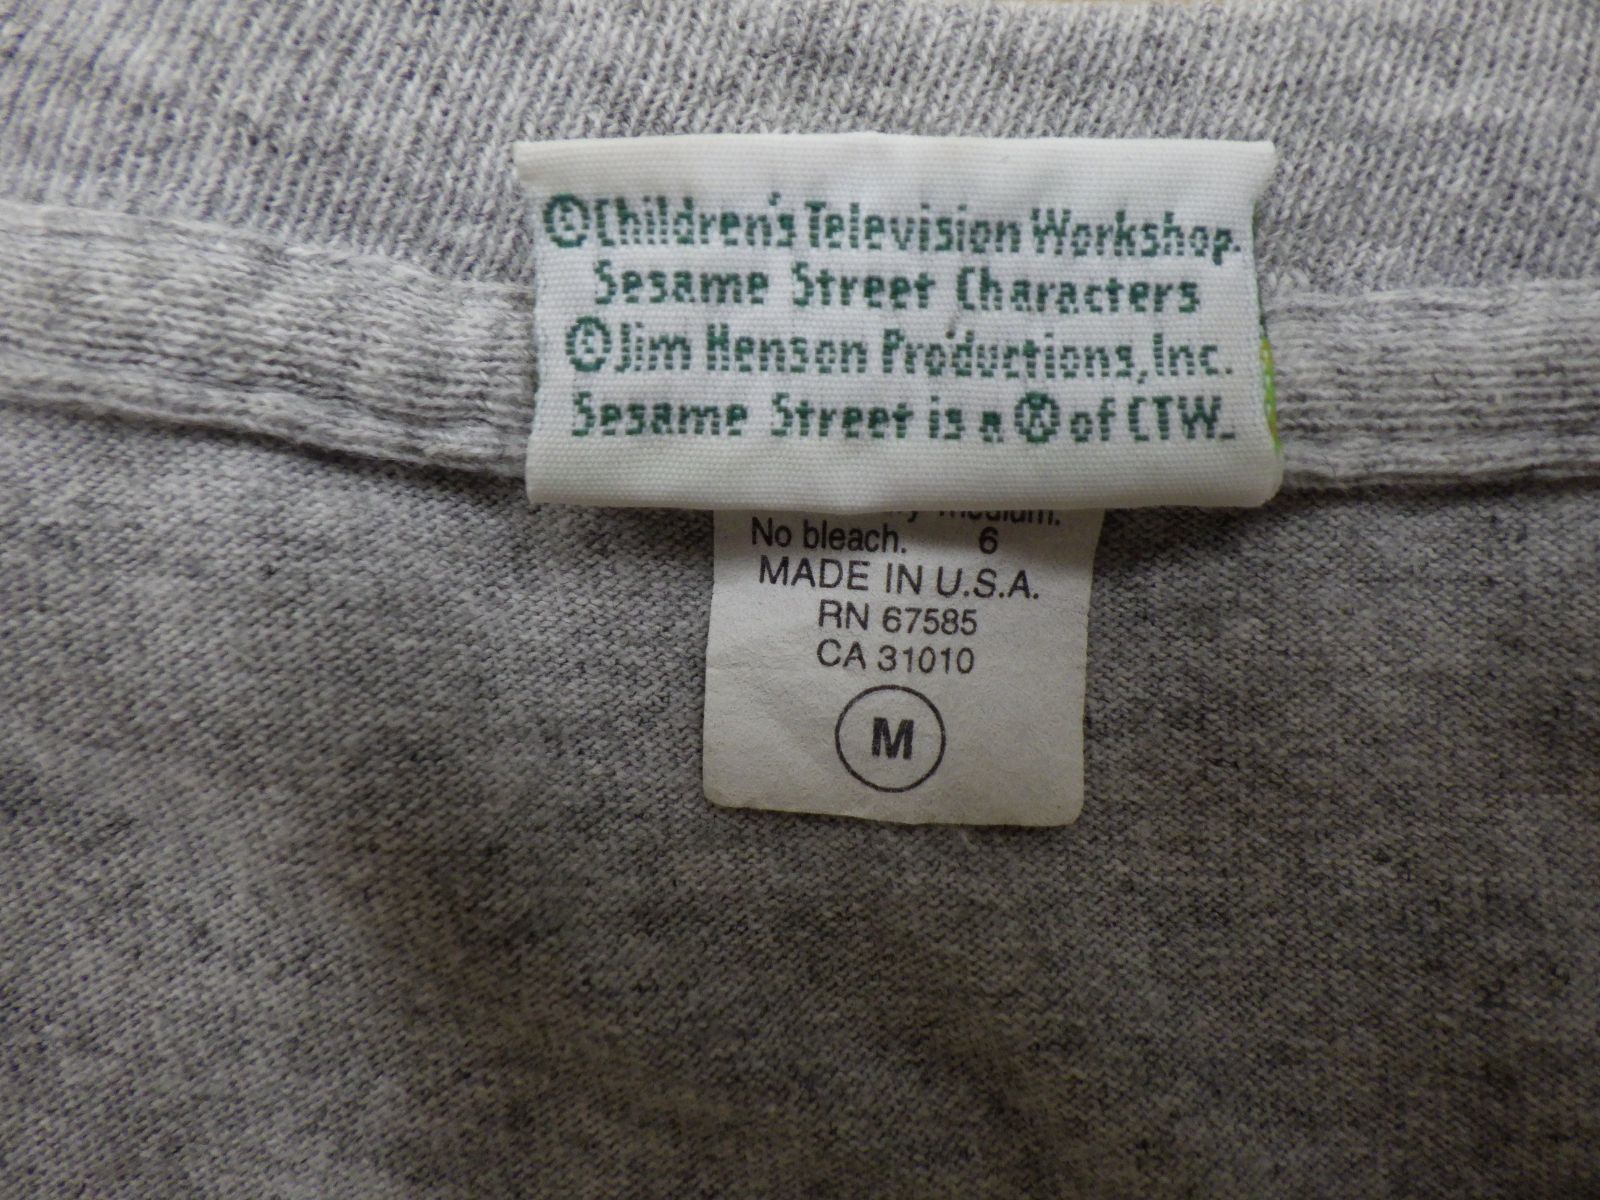 ©Children's Television Workshop.
Sesame Street Characters
©Jim Henson Productions, Inc.
Sesame Street is a ® of CTW.
medium.
No bleach. 6
MADE IN U.S.A.
RN 67585
CA 31010
M